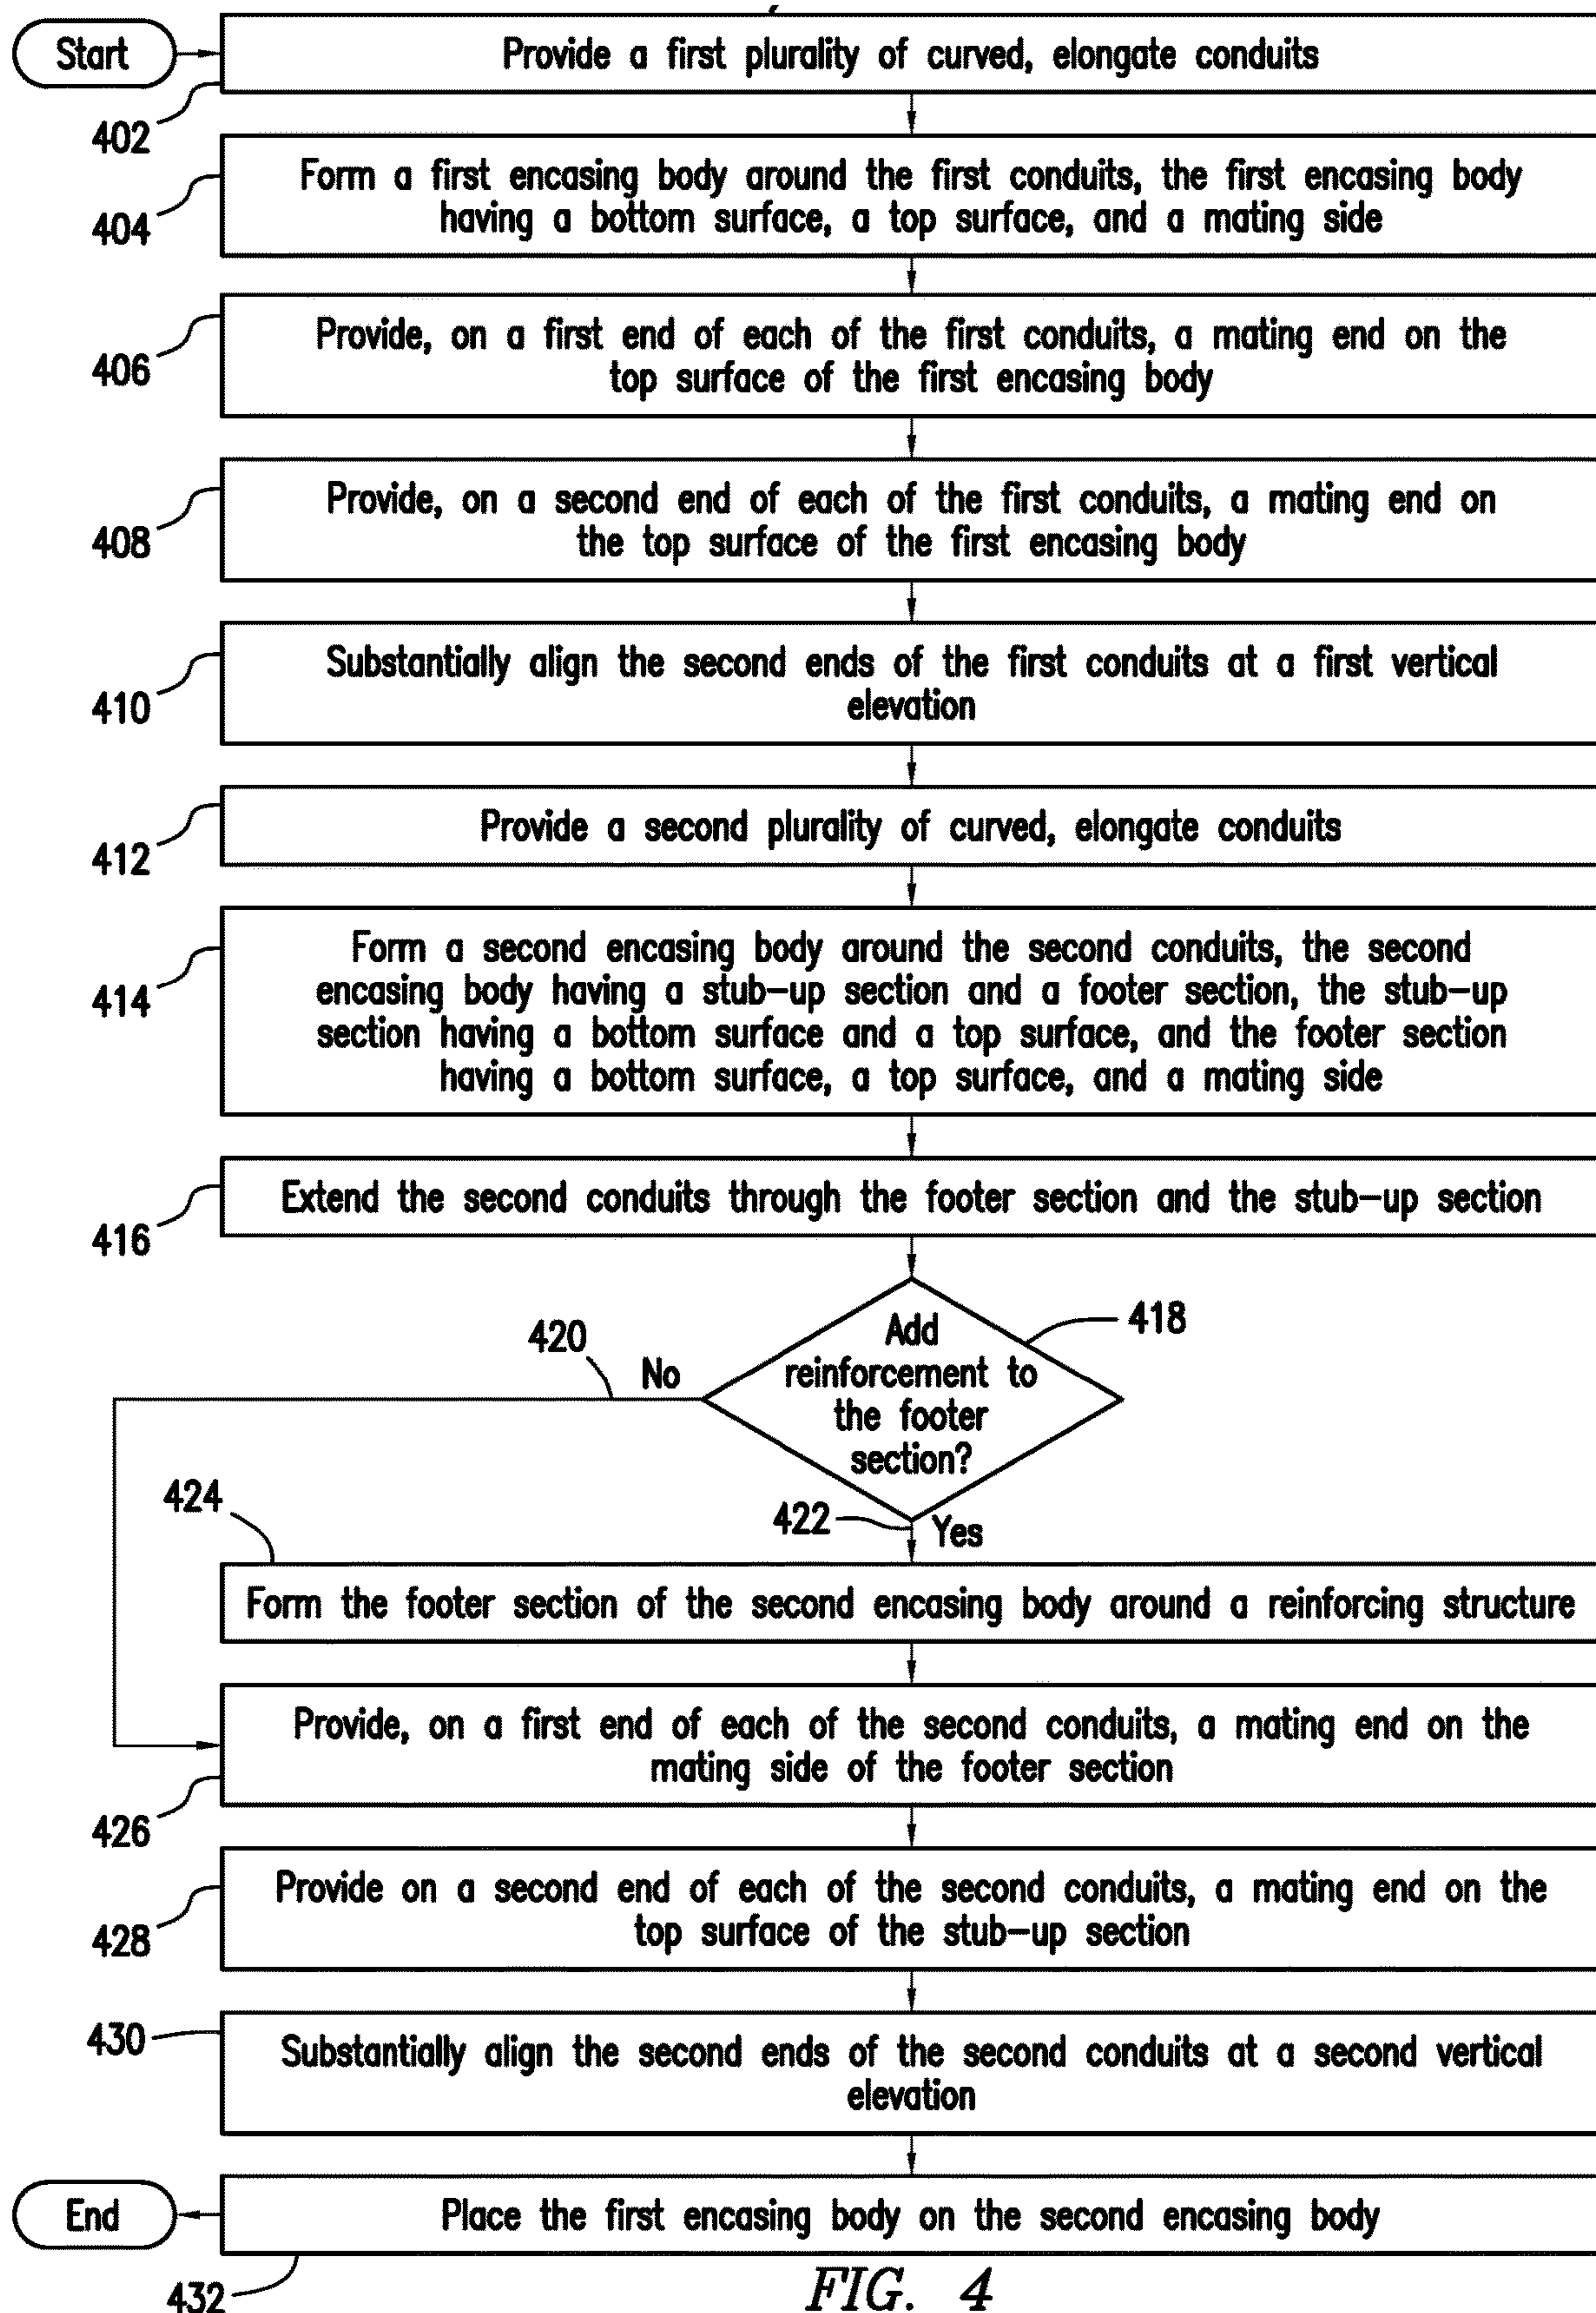 Start
Provide a first plurality of curved, elongate conduits
402
Form a first encasing body around the first conduits, the first encasing body
having a bottom surface, a top surface, and a mating side
404
Provide, on a first end of each of the first conduits, a mating end on the
top surface of the first encasing body
406
Provide, on a second end of each of the first conduits, a mating end on
the top surface of the first encasing body
408
Substantially align the second ends of the first conduits at a first vertical
elevation
410
Provide a second plurality of curved, elongate conduits
412
Form a second encasing body around the second conduits, the second
encasing body having a stub-up section and a footer section, the stub-up
section having a bottom surface and a top surface, and the footer section
having a bottom surface, a top surface, and a mating side
414
Extend the second conduits through the footer section and the stub-up section
416
Add
reinforcement to
the footer
section?
418
420
No
422
Yes
424
Form the footer section of the second encasing body around a reinforcing structure
Provide, on a first end of each of the second conduits, a mating end on the
mating side of the footer section
426
Provide on a second end of each of the second conduits, a mating end on the
top surface of the stub-up section
428
Substantially align the second ends of the second conduits at a second vertical
elevation
430
Place the first encasing body on the second encasing body
End
432
FIG. 4